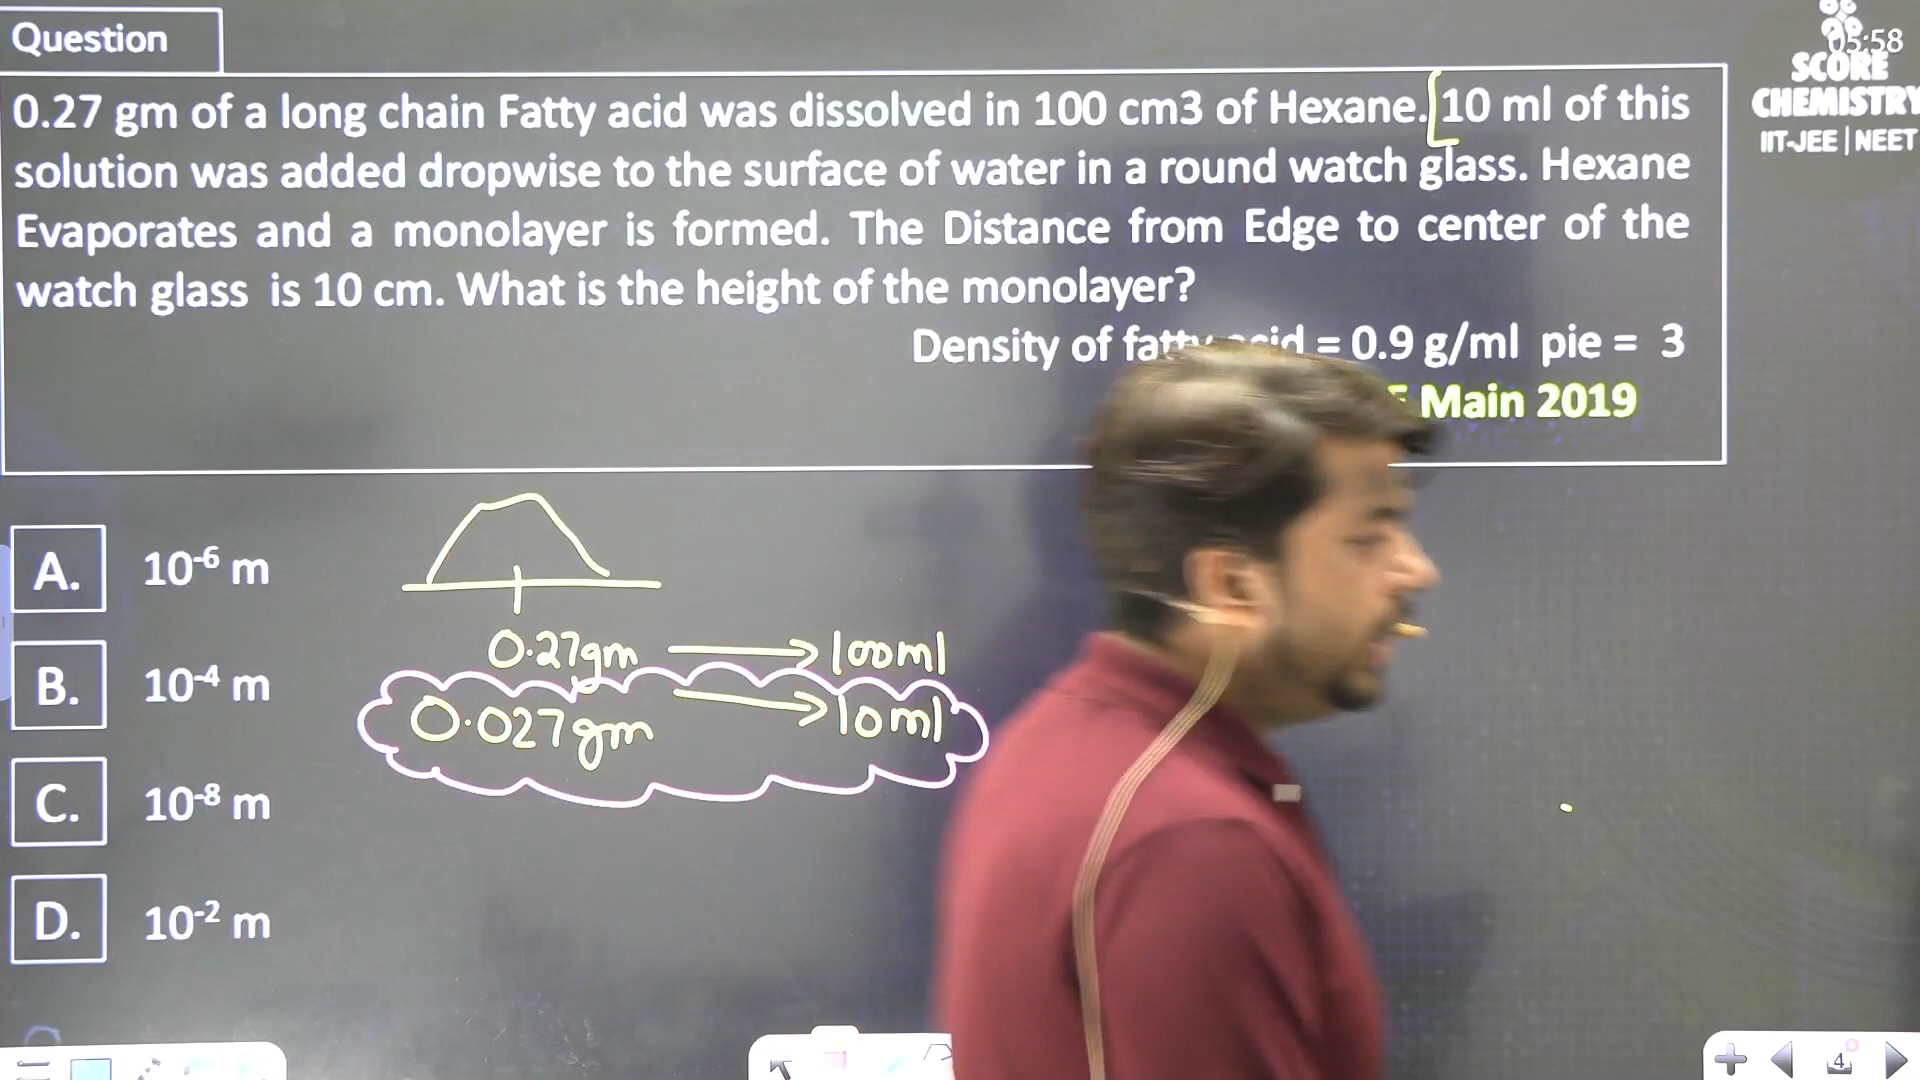 Question
05:58
SCORE
CHEMISTRY
IIT-JEE | NEET
0.27 gm of a long chain Fatty acid was dissolved in 100 cm3 of Hexane. [10 ml of this
solution was added dropwise to the surface of water in a round watch glass. Hexane
Evaporates and a monolayer is formed. The Distance from Edge to center of the
watch glass is 10 cm. What is the height of the monolayer?
Density of fatty acid = 0.9 g/ml pie = 3
Main 2019
A. 10⁻⁶ m
B. 10⁻⁴ m
C. 10⁻⁸ m
D. 10⁻² m
0.27gm → 100ml
0.027gm → 10ml
4